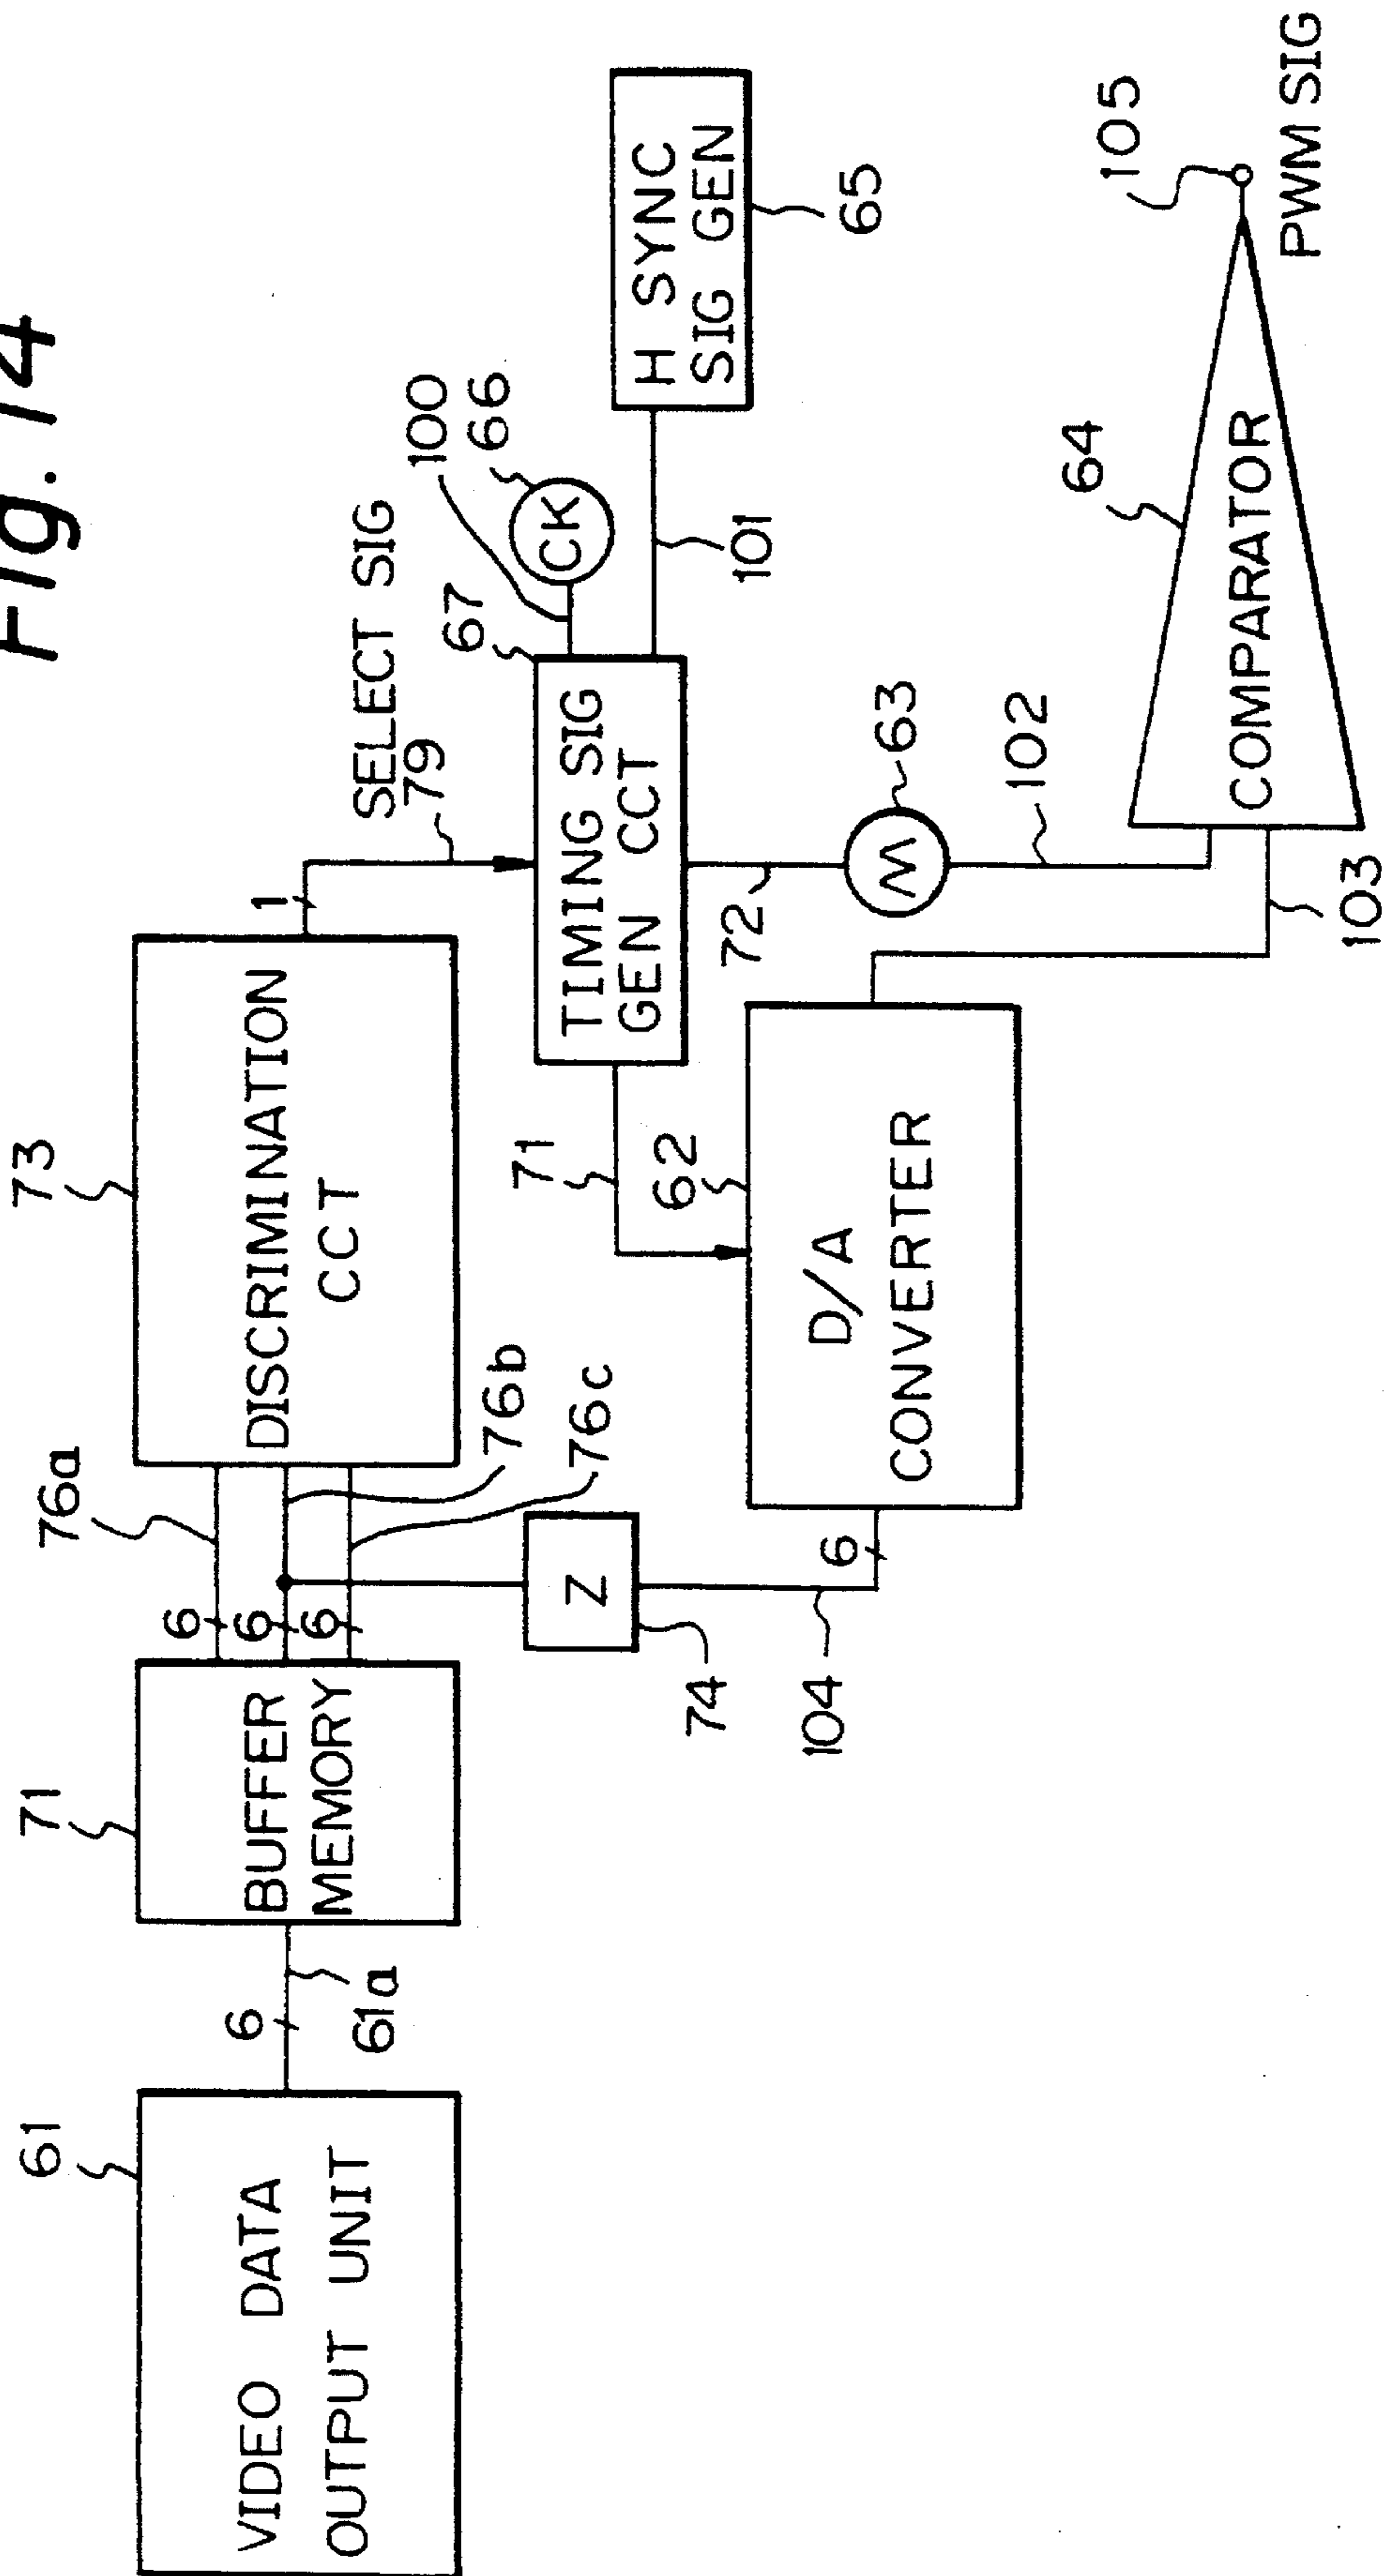 Fig. 14
61
VIDEO DATA
OUTPUT UNIT
6
61a
71
BUFFER
MEMORY
6
6
6
76a
76b
76c
73
DISCRIMINATION
CCT
1
SELECT SIG
79
67
TIMING SIG
GEN CCT
100
66
CK
101
H SYNC
SIG GEN
65
71
72
63
102
Z
74
104
6
62
D/A
CONVERTER
103
64
COMPARATOR
105
PWM SIG